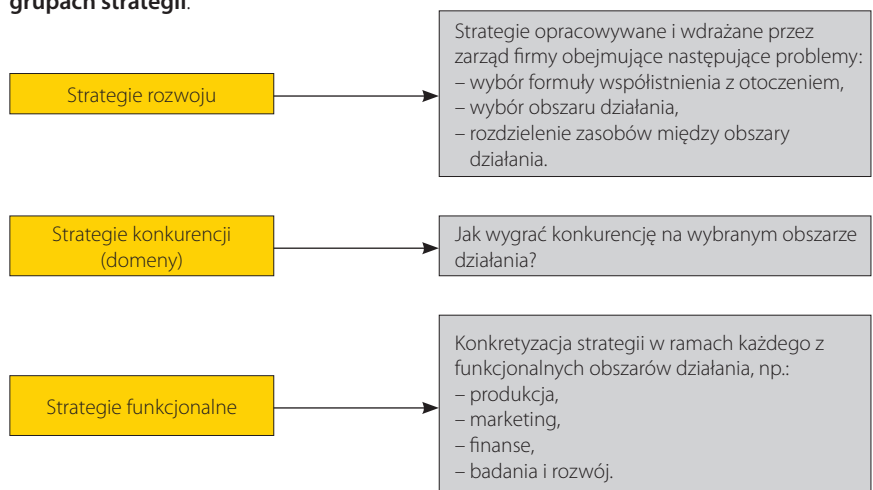 grupach strategii.
Strategie rozwoju
Strategie opracowywane i wdrażane przez
zarząd firmy obejmujące następujące problemy:
– wybór formuły współistnienia z otoczeniem,
– wybór obszaru działania,
– rozdzielenie zasobów między obszary
działania.
Strategie konkurencji
(domeny)
Jak wygrać konkurencję na wybranym obszarze
działania?
Strategie funkcjonalne
Konkretyzacja strategii w ramach każdego z
funkcjonalnych obszarów działania, np.:
– produkcja,
– marketing,
– finanse,
– badania i rozwój.